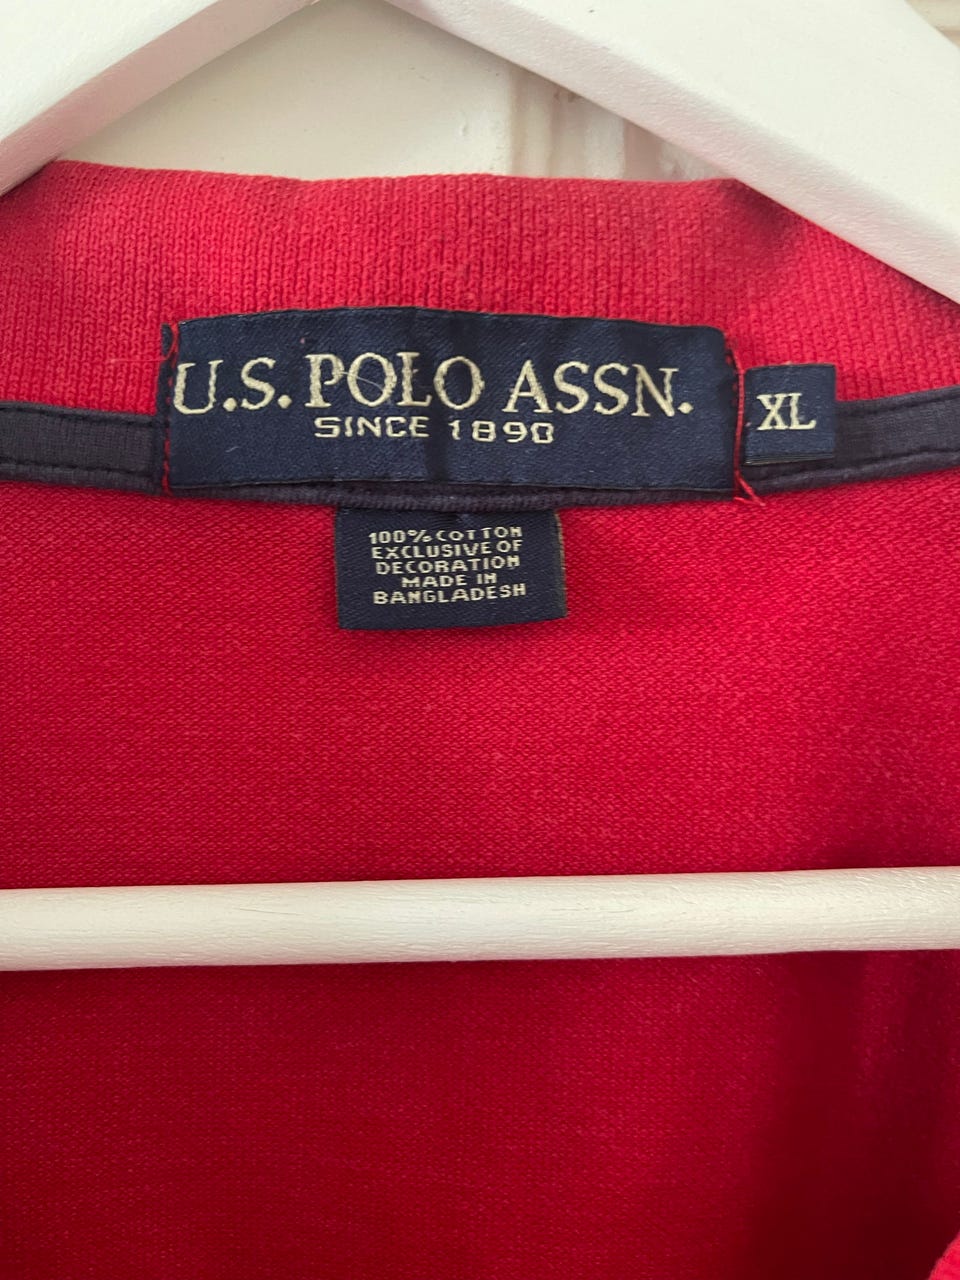 U.S. POLO ASSN.
SINCE 1890
XL
100% COTTON
EXCLUSIVE OF
DECORATION
MADE IN
BANGLADESH